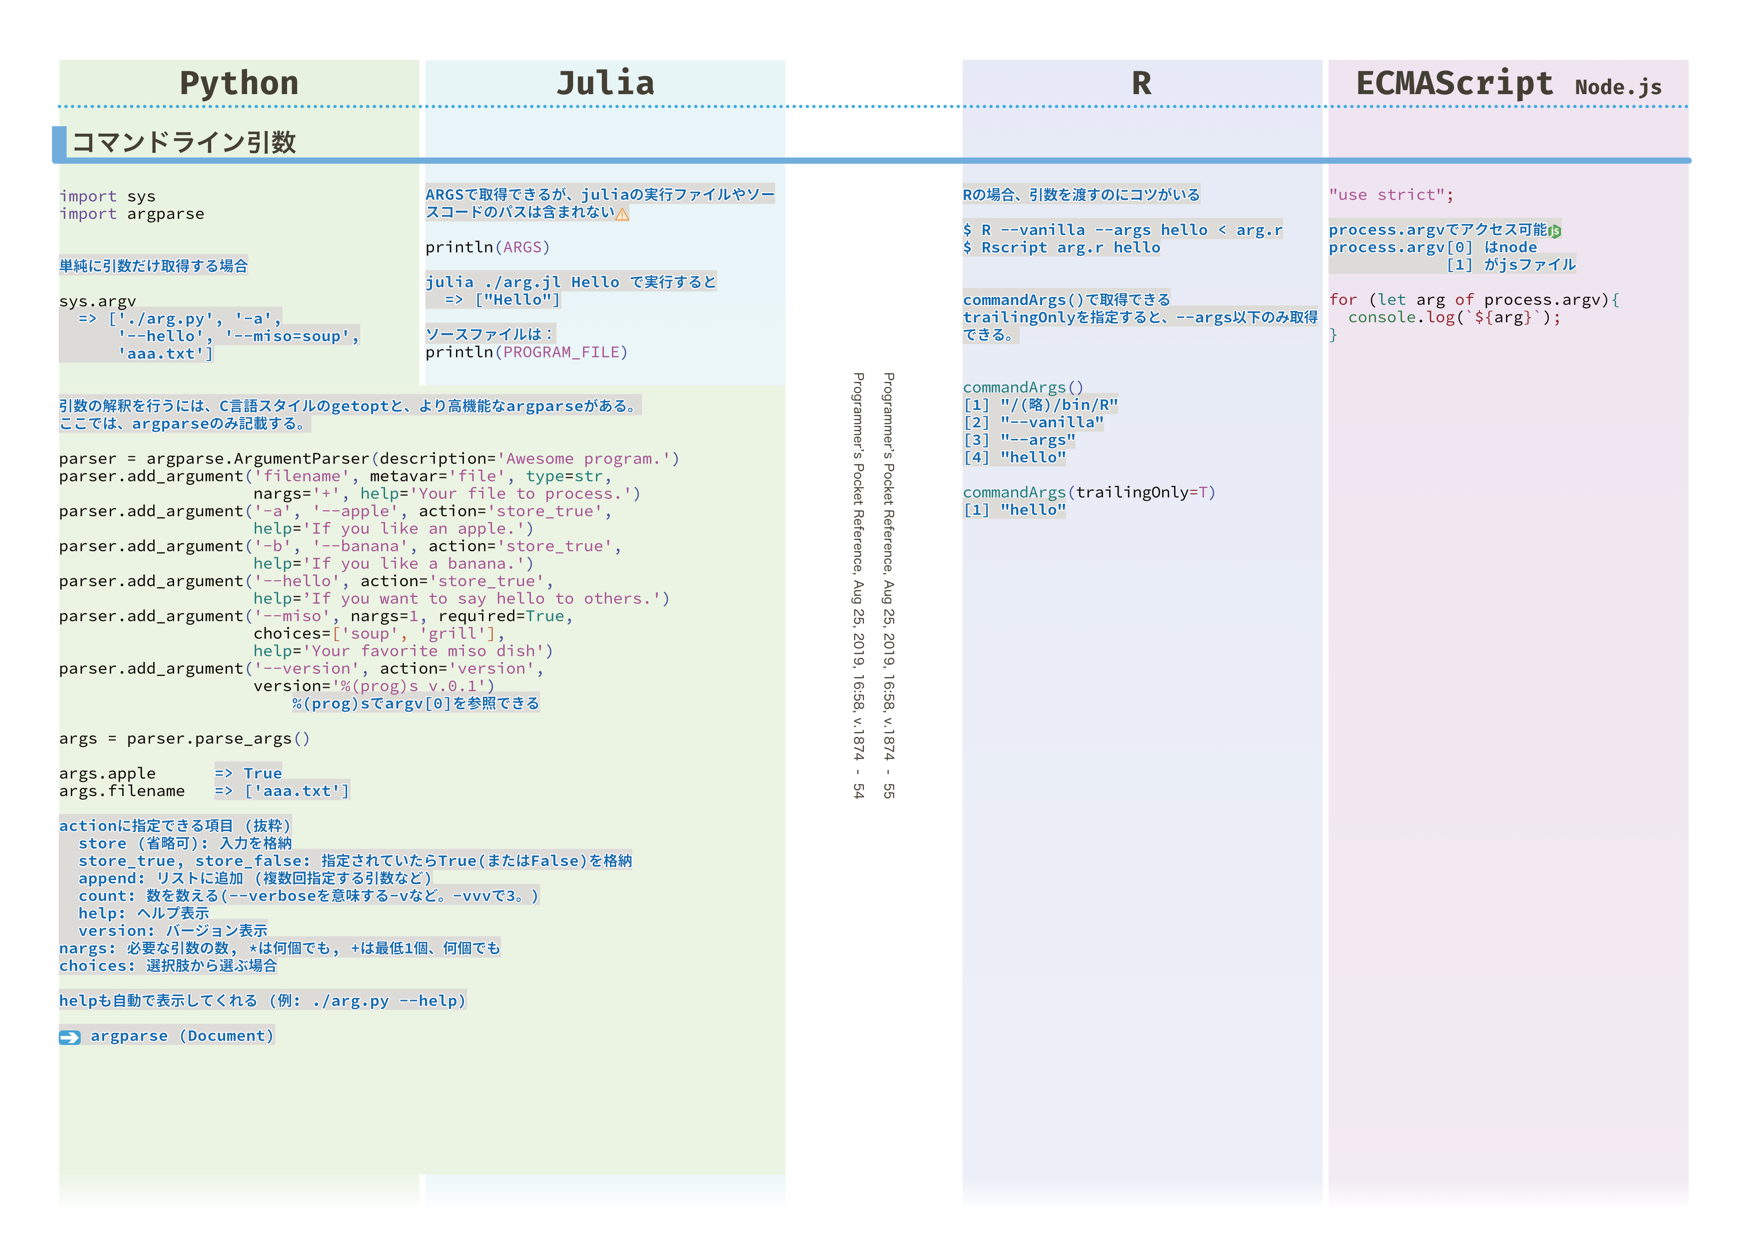 Python
Julia
R
ECMAScript Node.js
コマンドライン引数
import sys
import argparse
単純に引数だけ取得する場合
sys.argv
  => ['./arg.py', '-a',
      '--hello', '--miso=soup',
      'aaa.txt']
ARGSで取得できるが、juliaの実行ファイルやソー
スコードのパスは含まれない⚠
println(ARGS)
julia ./arg.jl Hello で実行すると
  => ["Hello"]
ソースファイルは：
println(PROGRAM_FILE)
引数の解釈を行うには、C言語スタイルのgetoptと、より高機能なargparseがある。
ここでは、argparseのみ記載する。
parser = argparse.ArgumentParser(description='Awesome program.')
parser.add_argument('filename', metavar='file', type=str,
                    nargs='+', help='Your file to process.')
parser.add_argument('-a', '--apple', action='store_true',
                    help='If you like an apple.')
parser.add_argument('-b', '--banana', action='store_true',
                    help='If you like a banana.')
parser.add_argument('--hello', action='store_true',
                    help=’If you want to say hello to others.')
parser.add_argument('--miso', nargs=1, required=True,
                    choices=['soup', 'grill'],
                    help='Your favorite miso dish')
parser.add_argument('--version', action='version',
                    version='%(prog)s v.0.1')
                        %(prog)sでargv[0]を参照できる
args = parser.parse_args()
args.apple      => True
args.filename   => ['aaa.txt']
actionに指定できる項目 (抜粋)
  store (省略可): 入力を格納
  store_true, store_false: 指定されていたらTrue(またはFalse)を格納
  append: リストに追加 (複数回指定する引数など)
  count: 数を数える(--verboseを意味する-vなど。-vvvで3。)
  help: ヘルプ表示
  version: バージョン表示
nargs: 必要な引数の数, *は何個でも, +は最低1個、何個でも
choices: 選択肢から選ぶ場合
helpも自動で表示してくれる (例: ./arg.py --help)
➡ argparse (Document)
Programmer's Pocket Reference, Aug 25, 2019, 16:58, v.1874 - 54
Programmer's Pocket Reference, Aug 25, 2019, 16:58, v.1874 - 55
Rの場合、引数を渡すのにコツがいる
$ R --vanilla --args hello < arg.r
$ Rscript arg.r hello
commandArgs()で取得できる
trailingOnlyを指定すると、--args以下のみ取得
できる。
commandArgs()
[1] "/(略)/bin/R"
[2] "--vanilla"
[3] "--args"
[4] "hello"
commandArgs(trailingOnly=T)
[1] "hello"
"use strict";
process.argvでアクセス可能
process.argv[0] はnode
            [1] がjsファイル
for (let arg of process.argv){
  console.log(`${arg}`);
}